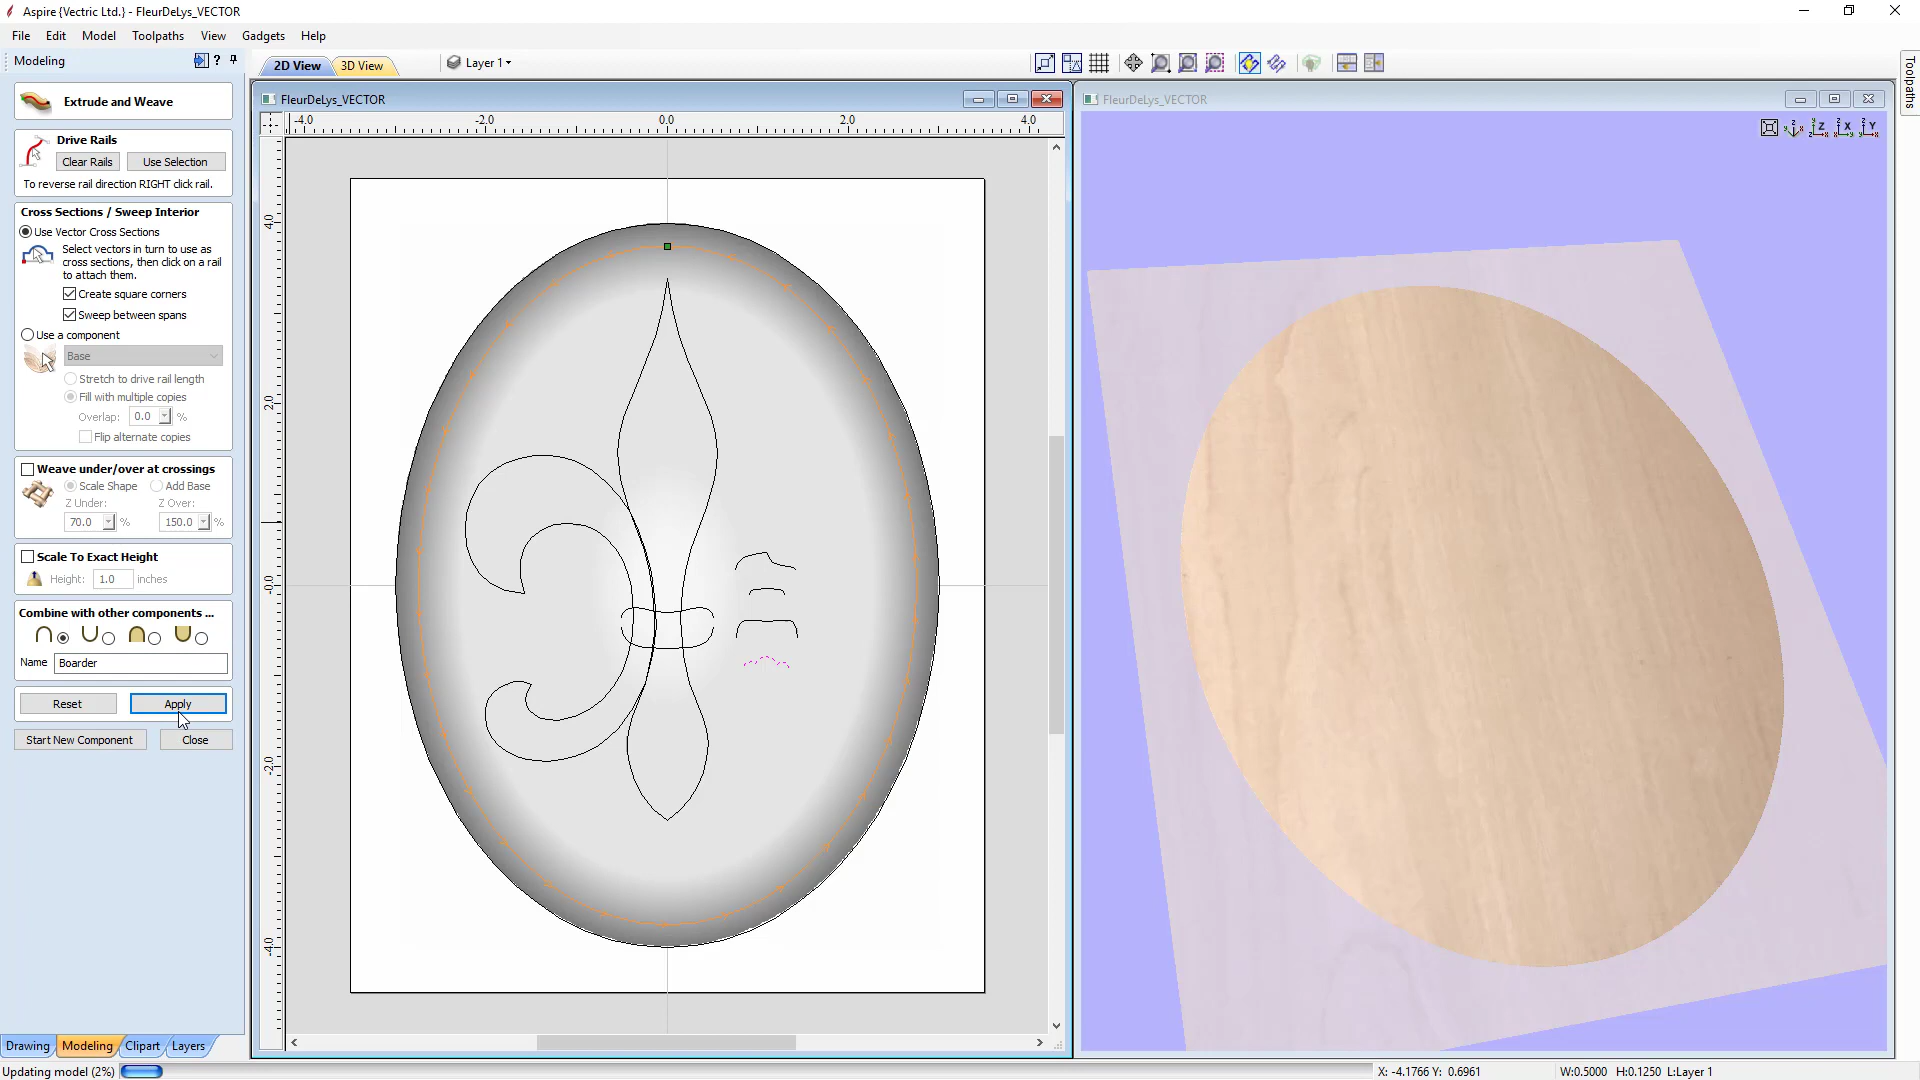 Aspire {Vectric Ltd.} - FleurDeLys_VECTOR
File Edit Model Toolpaths View Gadgets Help
Modeling ?
2D View 3D View Layer 1
Toolpaths
Extrude and Weave
FleurDeLys_VECTOR
FleurDeLys_VECTOR
-4.0 -2.0 0.0 2.0 4.0
4.0
2.0
-0.0
-2.0
-4.0
Drive Rails
Clear Rails Use Selection
To reverse rail direction RIGHT click rail.
Cross Sections / Sweep Interior
Use Vector Cross Sections
Select vectors in turn to use as
cross sections, then click on a rail
to attach them.
Create square corners
Sweep between spans
Use a component
Base
Stretch to drive rail length
Fill with multiple copies
Overlap: 0.0 %
Flip alternate copies
Weave under/over at crossings
Scale Shape Add Base
Z Under: Z Over:
70.0 % 150.0 %
Scale To Exact Height
Height: 1.0 inches
Combine with other components ...
Name Boarder
Reset Apply
Start New Component Close
Drawing Modeling Clipart Layers
Updating model (2%) X: -4.1766 Y: 0.6961 W:0.5000 H:0.1250 L:Layer 1